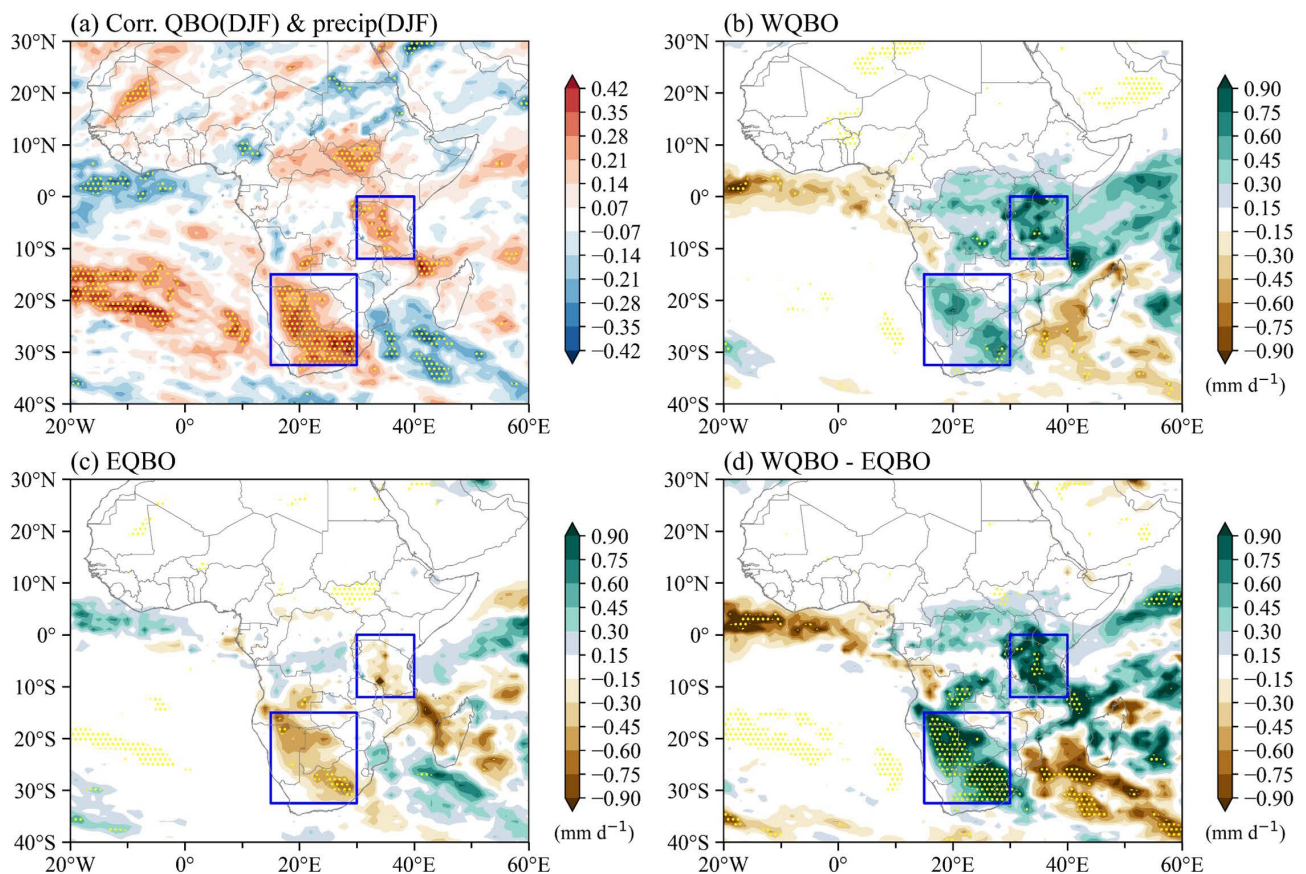 (a) Corr. QBO(DJF) & precip(DJF)
30°N
20°N
10°N
0°
10°S
20°S
30°S
40°S
20°W
0°
20°E
40°E
60°E
0.42
0.35
0.28
0.21
0.14
0.07
−0.07
−0.14
−0.21
−0.28
−0.35
−0.42
(b) WQBO
30°N
20°N
10°N
0°
10°S
20°S
30°S
40°S
20°W
0°
20°E
40°E
60°E
0.90
0.75
0.60
0.45
0.30
0.15
−0.15
−0.30
−0.45
−0.60
−0.75
−0.90
(mm d⁻¹)
(c) EQBO
30°N
20°N
10°N
0°
10°S
20°S
30°S
40°S
20°W
0°
20°E
40°E
60°E
0.90
0.75
0.60
0.45
0.30
0.15
−0.15
−0.30
−0.45
−0.60
−0.75
−0.90
(mm d⁻¹)
(d) WQBO - EQBO
30°N
20°N
10°N
0°
10°S
20°S
30°S
40°S
20°W
0°
20°E
40°E
60°E
0.90
0.75
0.60
0.45
0.30
0.15
−0.15
−0.30
−0.45
−0.60
−0.75
−0.90
(mm d⁻¹)